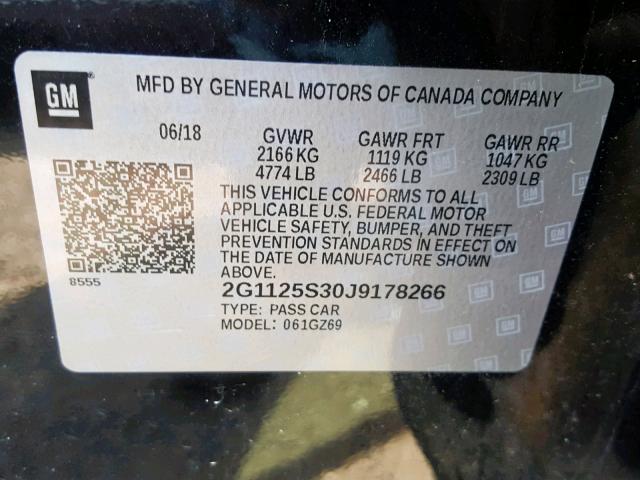 GM
MFD BY GENERAL MOTORS OF CANADA COMPANY
06/18 GVWR GAWR FRT GAWR RR
2166 KG 1119 KG 1047 KG
4774 LB 2466 LB 2309 LB
THIS VEHICLE CONFORMS TO ALL
APPLICABLE U.S. FEDERAL MOTOR
VEHICLE SAFETY, BUMPER, AND THEFT
PREVENTION STANDARDS IN EFFECT ON
THE DATE OF MANUFACTURE SHOWN
ABOVE.
8555
2G1125S30J9178266
TYPE: PASS CAR
MODEL: 061GZ69